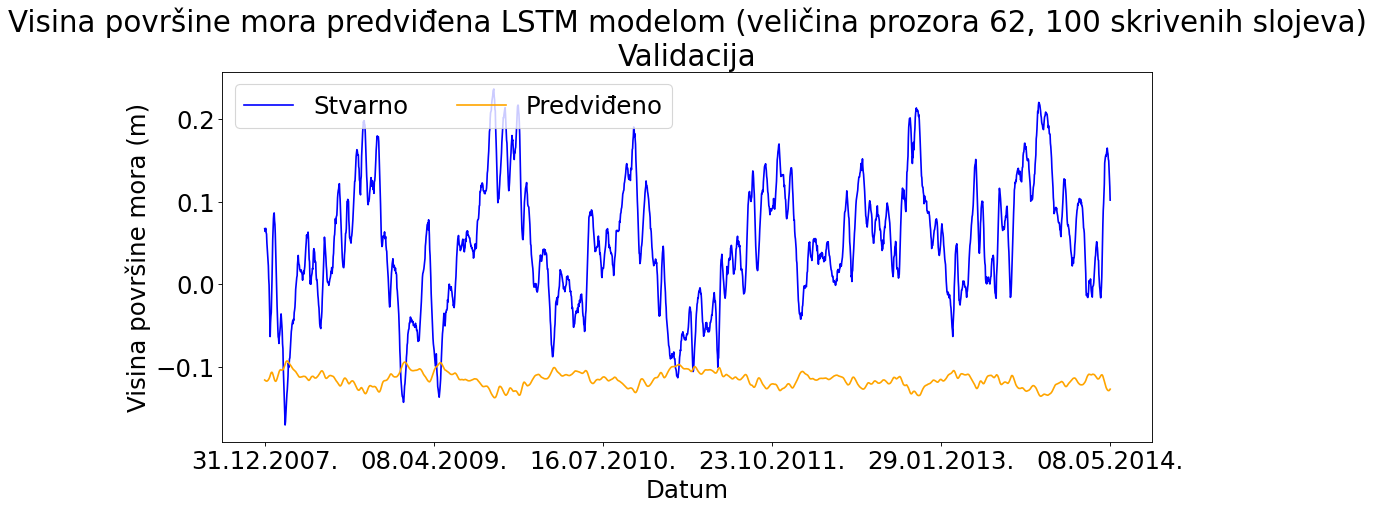 Visina površine mora predviđena LSTM modelom (veličina prozora 62, 100 skrivenih slojeva)
Validacija
Stvarno Predviđeno
Visina površine mora (m)
0.2
0.1
0.0
−0.1
31.12.2007. 08.04.2009. 16.07.2010. 23.10.2011. 29.01.2013. 08.05.2014.
Datum